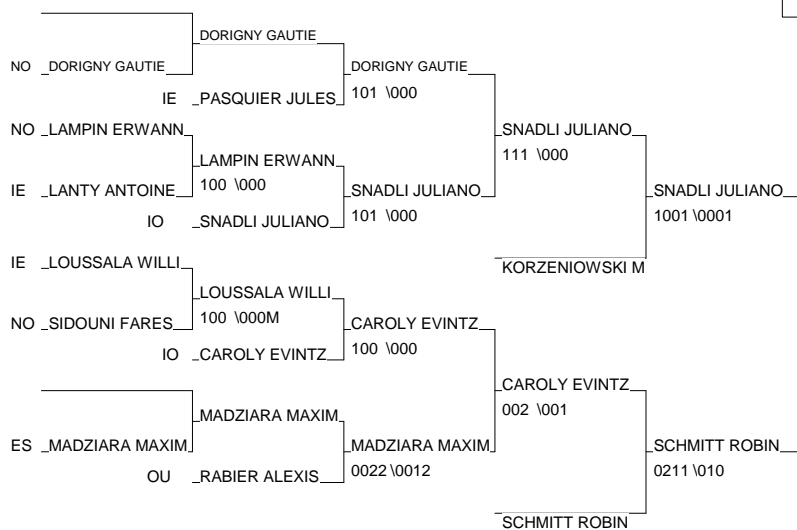 DORIGNY GAUTIE
NO DORIGNY GAUTIE DORIGNY GAUTIE
IE PASQUIER JULES 101 \000
NO LAMPIN ERWANN SNADLI JULIANO
111 \000
LAMPIN ERWANN
100 \000
IE LANTY ANTOINE SNADLI JULIANO SNADLI JULIANO
101 \000 1001 \0001
IO SNADLI JULIANO
IE LOUSSALA WILLI KORZENIOWSKI M
LOUSSALA WILLI
100 \000M
NO SIDOUNI FARES CAROLY EVINTZ
100 \000
IO CAROLY EVINTZ
CAROLY EVINTZ
002 \001
MADZIARA MAXIM
ES MADZIARA MAXIM MADZIARA MAXIM SCHMITT ROBIN
0022 \0012 0211 \010
OU RABIER ALEXIS
SCHMITT ROBIN